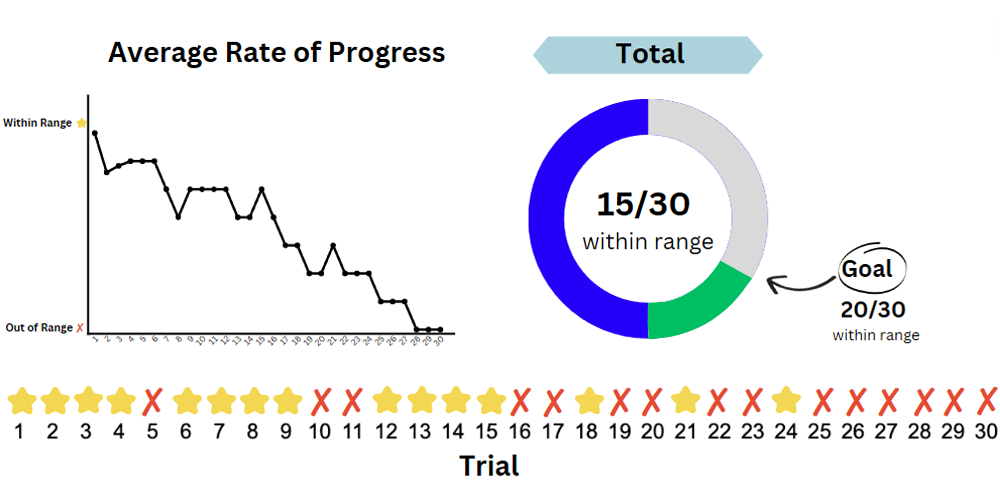 Average Rate of Progress
Total
Within Range
Out of Range
1 2 3 4 5 6 7 8 9 10 11 12 13 14 15 16 17 18 19 20 21 22 23 24 25 26 27 28 29 30
15/30
within range
Goal
20/30
within range
1 2 3 4 5 6 7 8 9 10 11 12 13 14 15 16 17 18 19 20 21 22 23 24 25 26 27 28 29 30
Trial